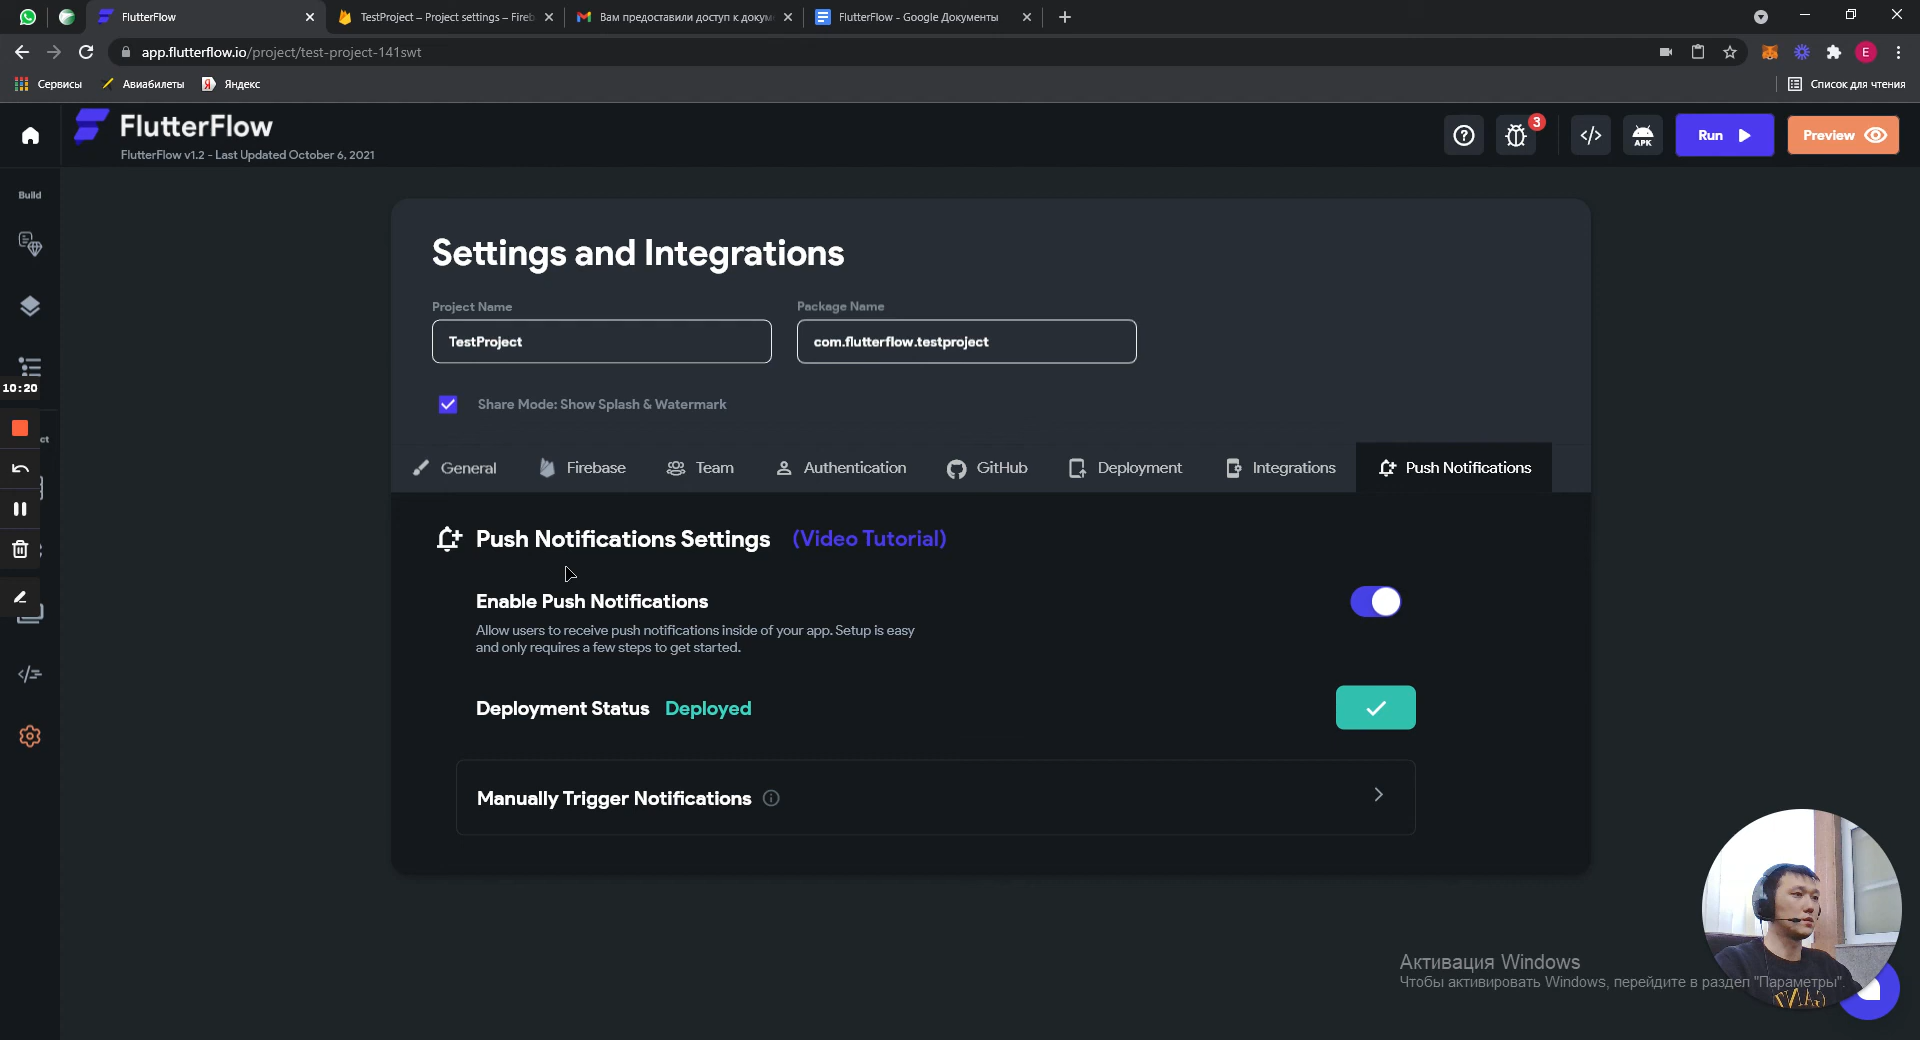 FlutterFlow
TestProject – Project settings – Fireb
Вам предоставили доступ к докум
FlutterFlow - Google Документы
app.flutterflow.io/project/test-project-141swt
E
Сервисы
Авиабилеты
Я
Яндекс
Список для чтения
FlutterFlow
FlutterFlow v1.2 - Last Updated October 6, 2021
3
APK
Run
Preview
Build
Settings and Integrations
Project Name
Package Name
TestProject
com.flutterflow.testproject
10:20
Share Mode: Show Splash & Watermark
ct
General
Firebase
Team
Authentication
GitHub
Deployment
Integrations
Push Notifications
Push Notifications Settings (Video Tutorial)
Enable Push Notifications
Allow users to receive push notifications inside of your app. Setup is easy
and only requires a few steps to get started.
Deployment Status Deployed
Manually Trigger Notifications
Активация Windows
Чтобы активировать Windows, перейдите в раздел "Параметры".